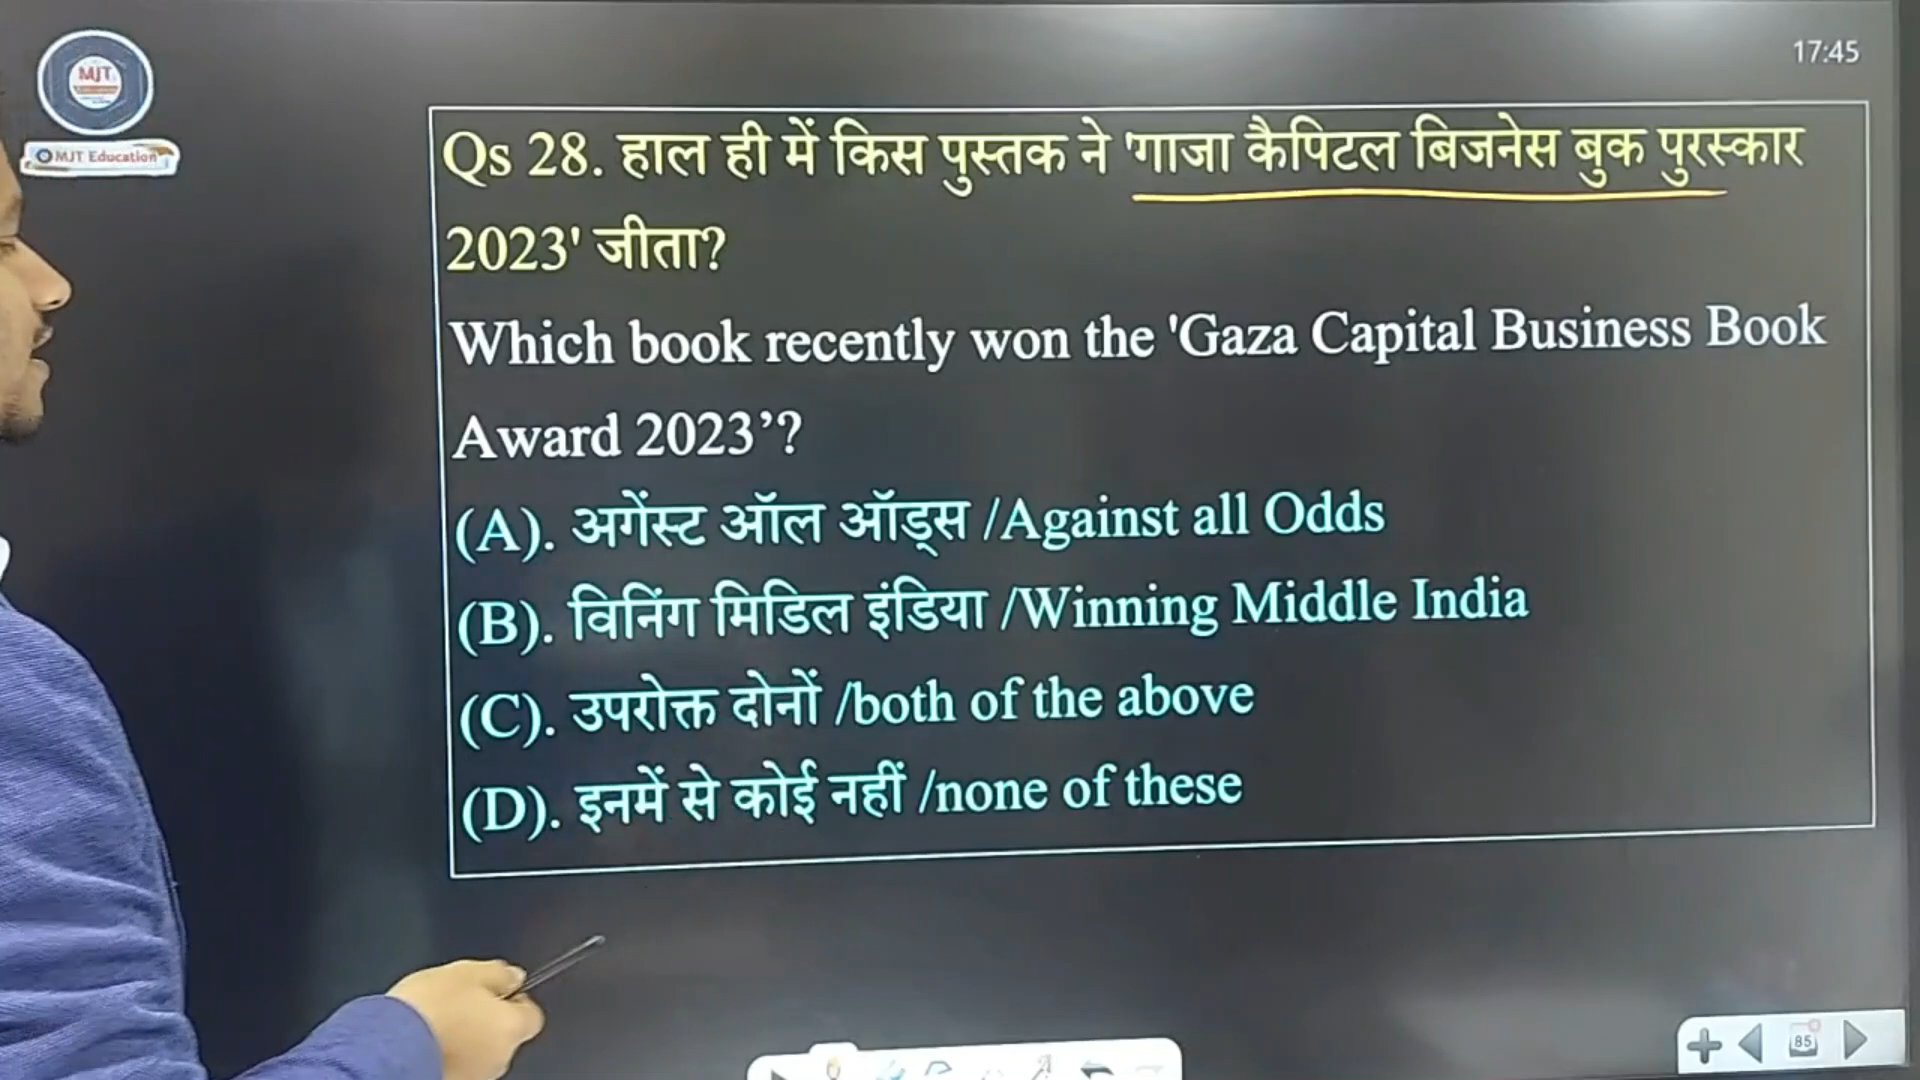 17:45
MJT
MJT Education
Qs 28. हाल ही में किस पुस्तक ने 'गाजा कैपिटल बिजनेस बुक पुरस्कार
2023' जीता?
Which book recently won the 'Gaza Capital Business Book
Award 2023’?
(A). अगेंस्ट ऑल ऑड्स /Against all Odds
(B). विनिंग मिडिल इंडिया /Winning Middle India
(C). उपरोक्त दोनों /both of the above
(D). इनमें से कोई नहीं /none of these
85